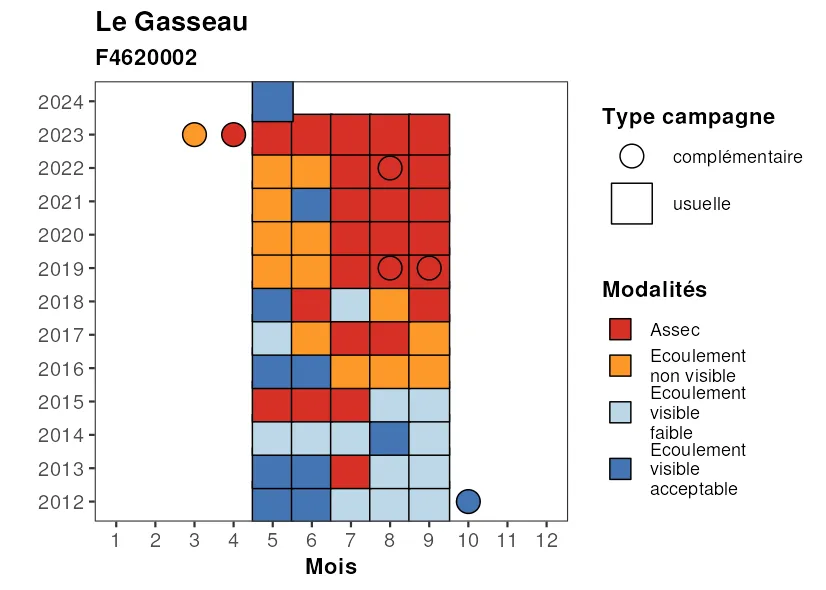 Le Gasseau
F4620002
2024
2023
2022
2021
2020
2019
2018
2017
2016
2015
2014
2013
2012
1 2 3 4 5 6 7 8 9 10 11 12
Mois
Type campagne
complémentaire
usuelle
Modalités
Assec
Ecoulement
non visible
Ecoulement
visible
faible
Ecoulement
visible
acceptable